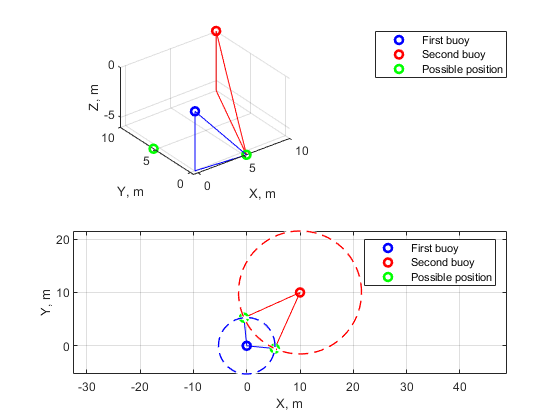 First buoy
Second buoy
Possible position
0
-5
Z, m
10
5
0
Y, m
0
5
10
X, m
First buoy
Second buoy
Possible position
20
10
0
Y, m
-30
-20
-10
0
10
20
30
40
X, m